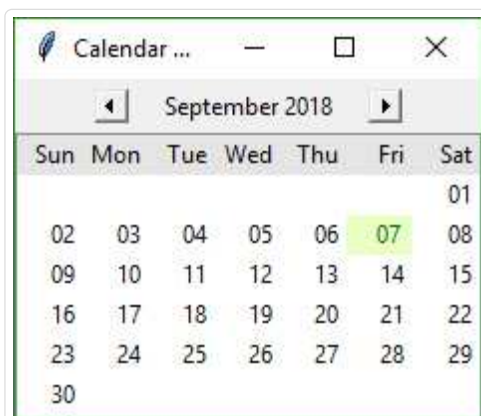 Calendar ...
September 2018
Sun Mon Tue Wed Thu Fri Sat
01
02 03 04 05 06 07 08
09 10 11 12 13 14 15
16 17 18 19 20 21 22
23 24 25 26 27 28 29
30